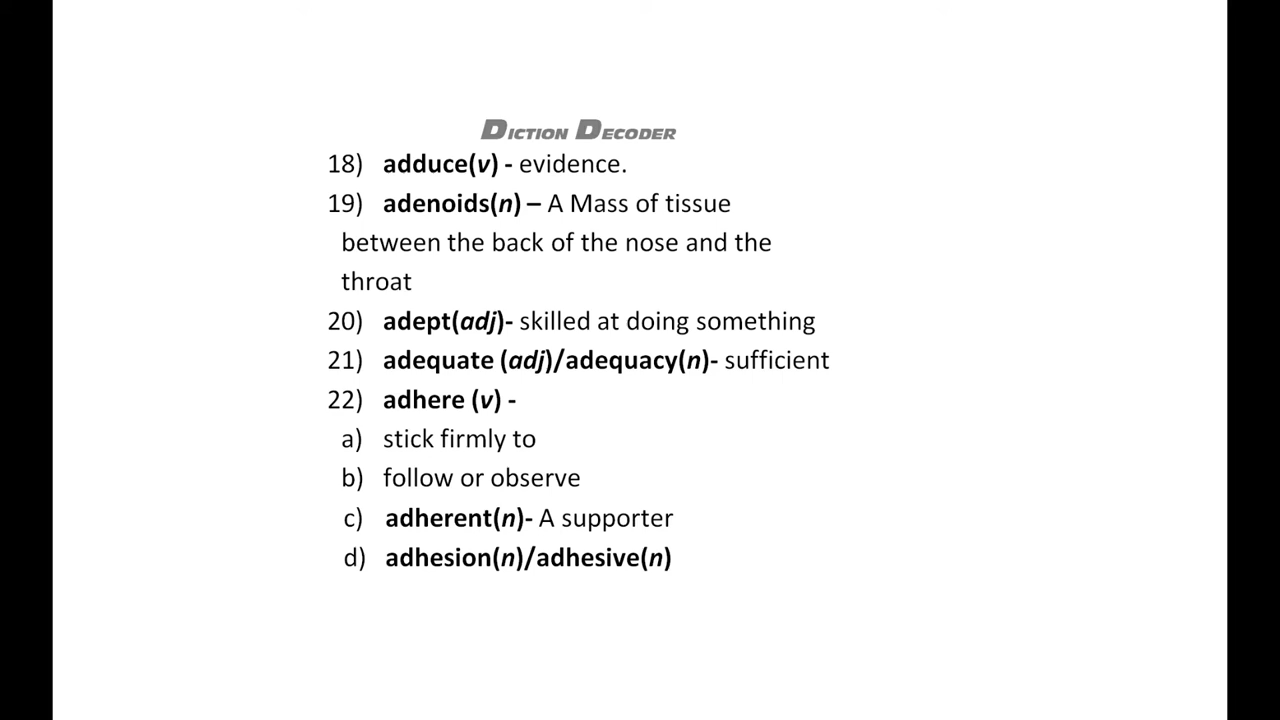 DICTION DECODER
18) adduce(v) - evidence.
19) adenoids(n) – A Mass of tissue
between the back of the nose and the
throat
20) adept(adj)- skilled at doing something
21) adequate (adj)/adequacy(n)- sufficient
22) adhere (v) -
a) stick firmly to
b) follow or observe
c) adherent(n)- A supporter
d) adhesion(n)/adhesive(n)